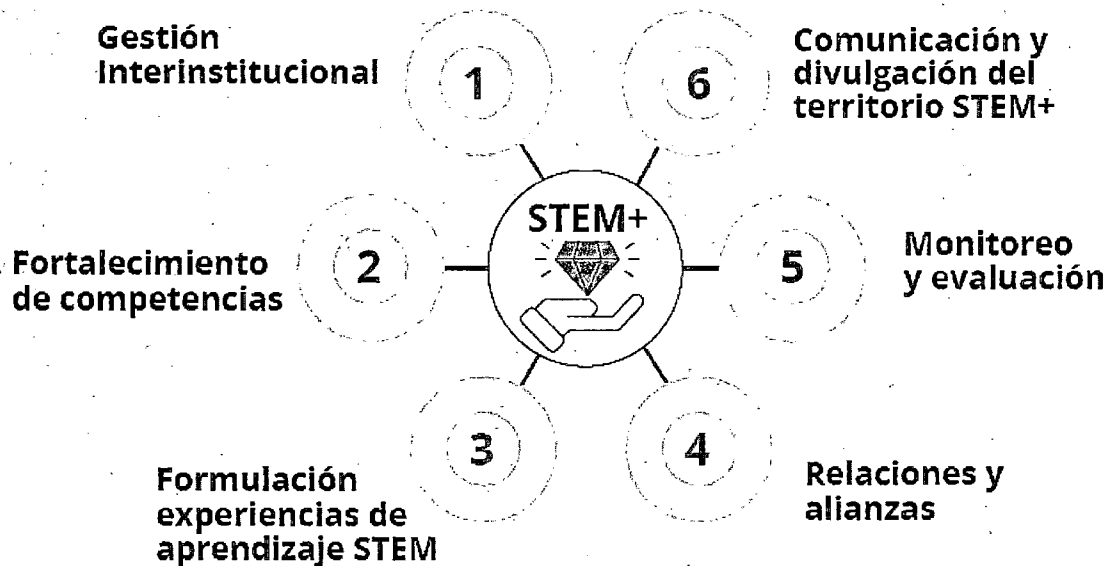 Gestión
Interinstitucional
1
Fortalecimiento
de competencias
2
Formulación
experiencias de
aprendizaje STEM
3
STEM+
Relaciones y
alianzas
4
Monitoreo
y evaluación
5
Comunicación y
divulgación del
territorio STEM+
6